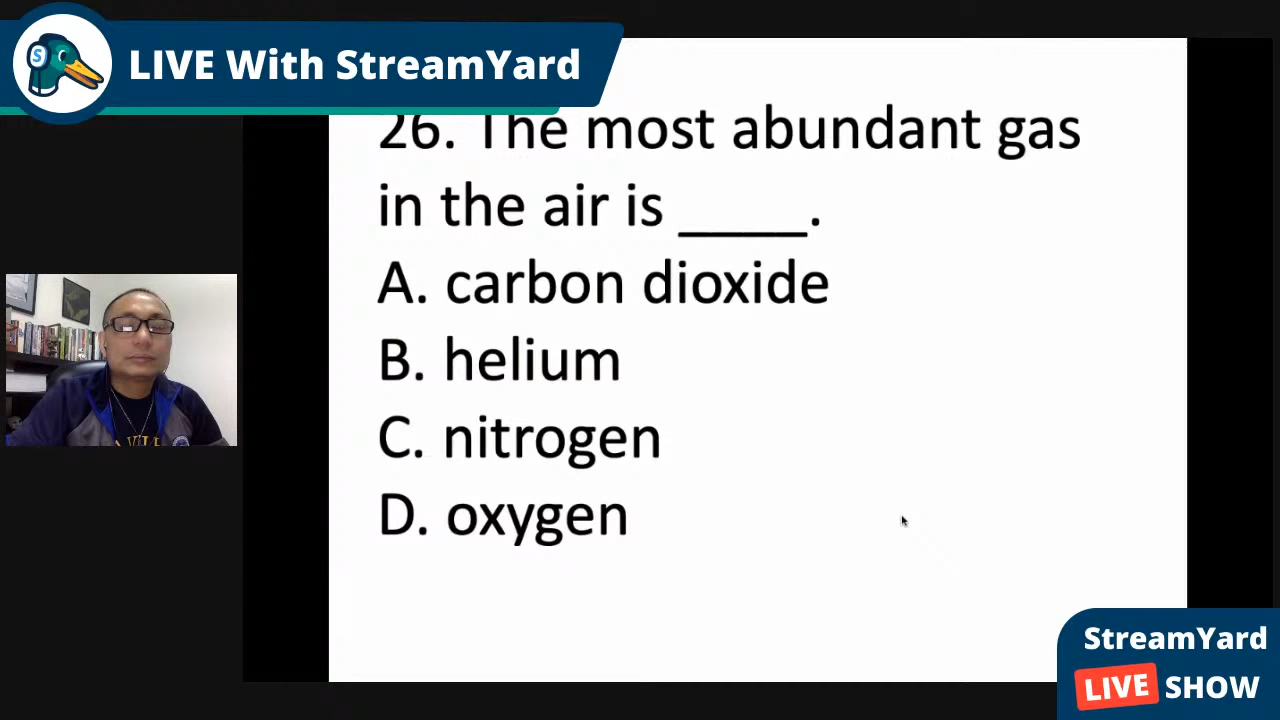 LIVE With StreamYard
26. The most abundant gas
in the air is ____.
A. carbon dioxide
B. helium
C. nitrogen
D. oxygen
StreamYard
LIVE SHOW